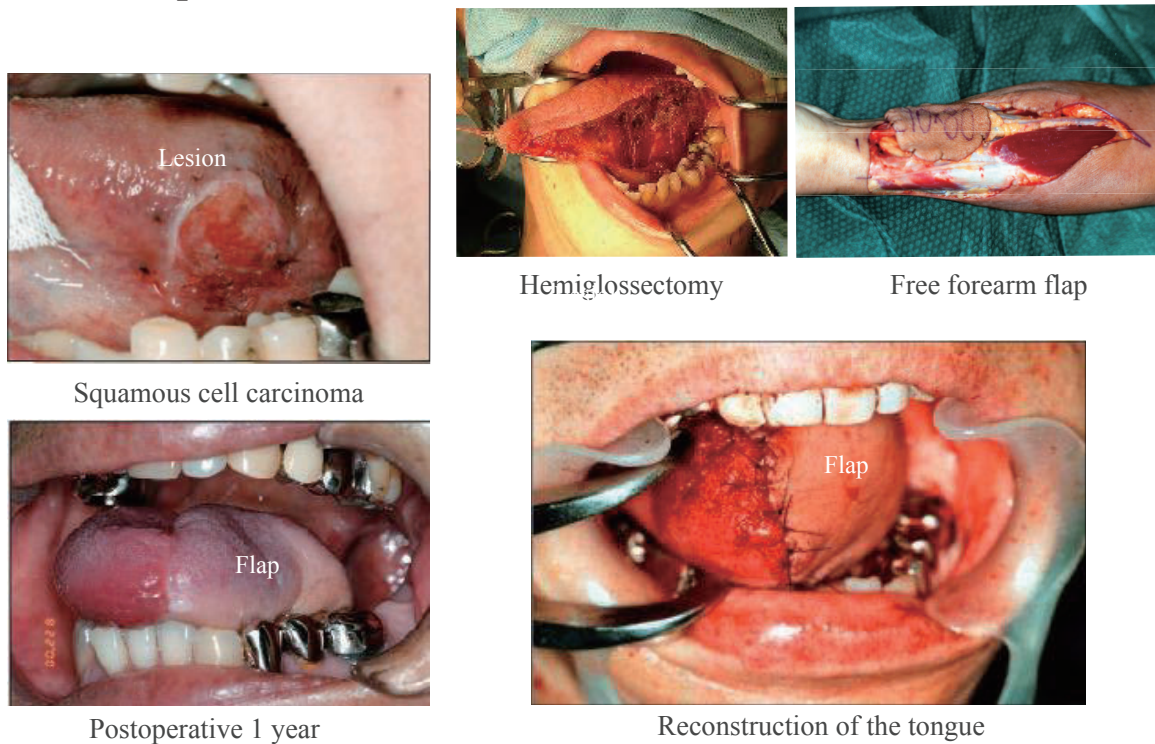 Lesion
Squamous cell carcinoma
Hemiglossectomy
Free forearm flap
Flap
Postoperative 1 year
Flap
Reconstruction of the tongue